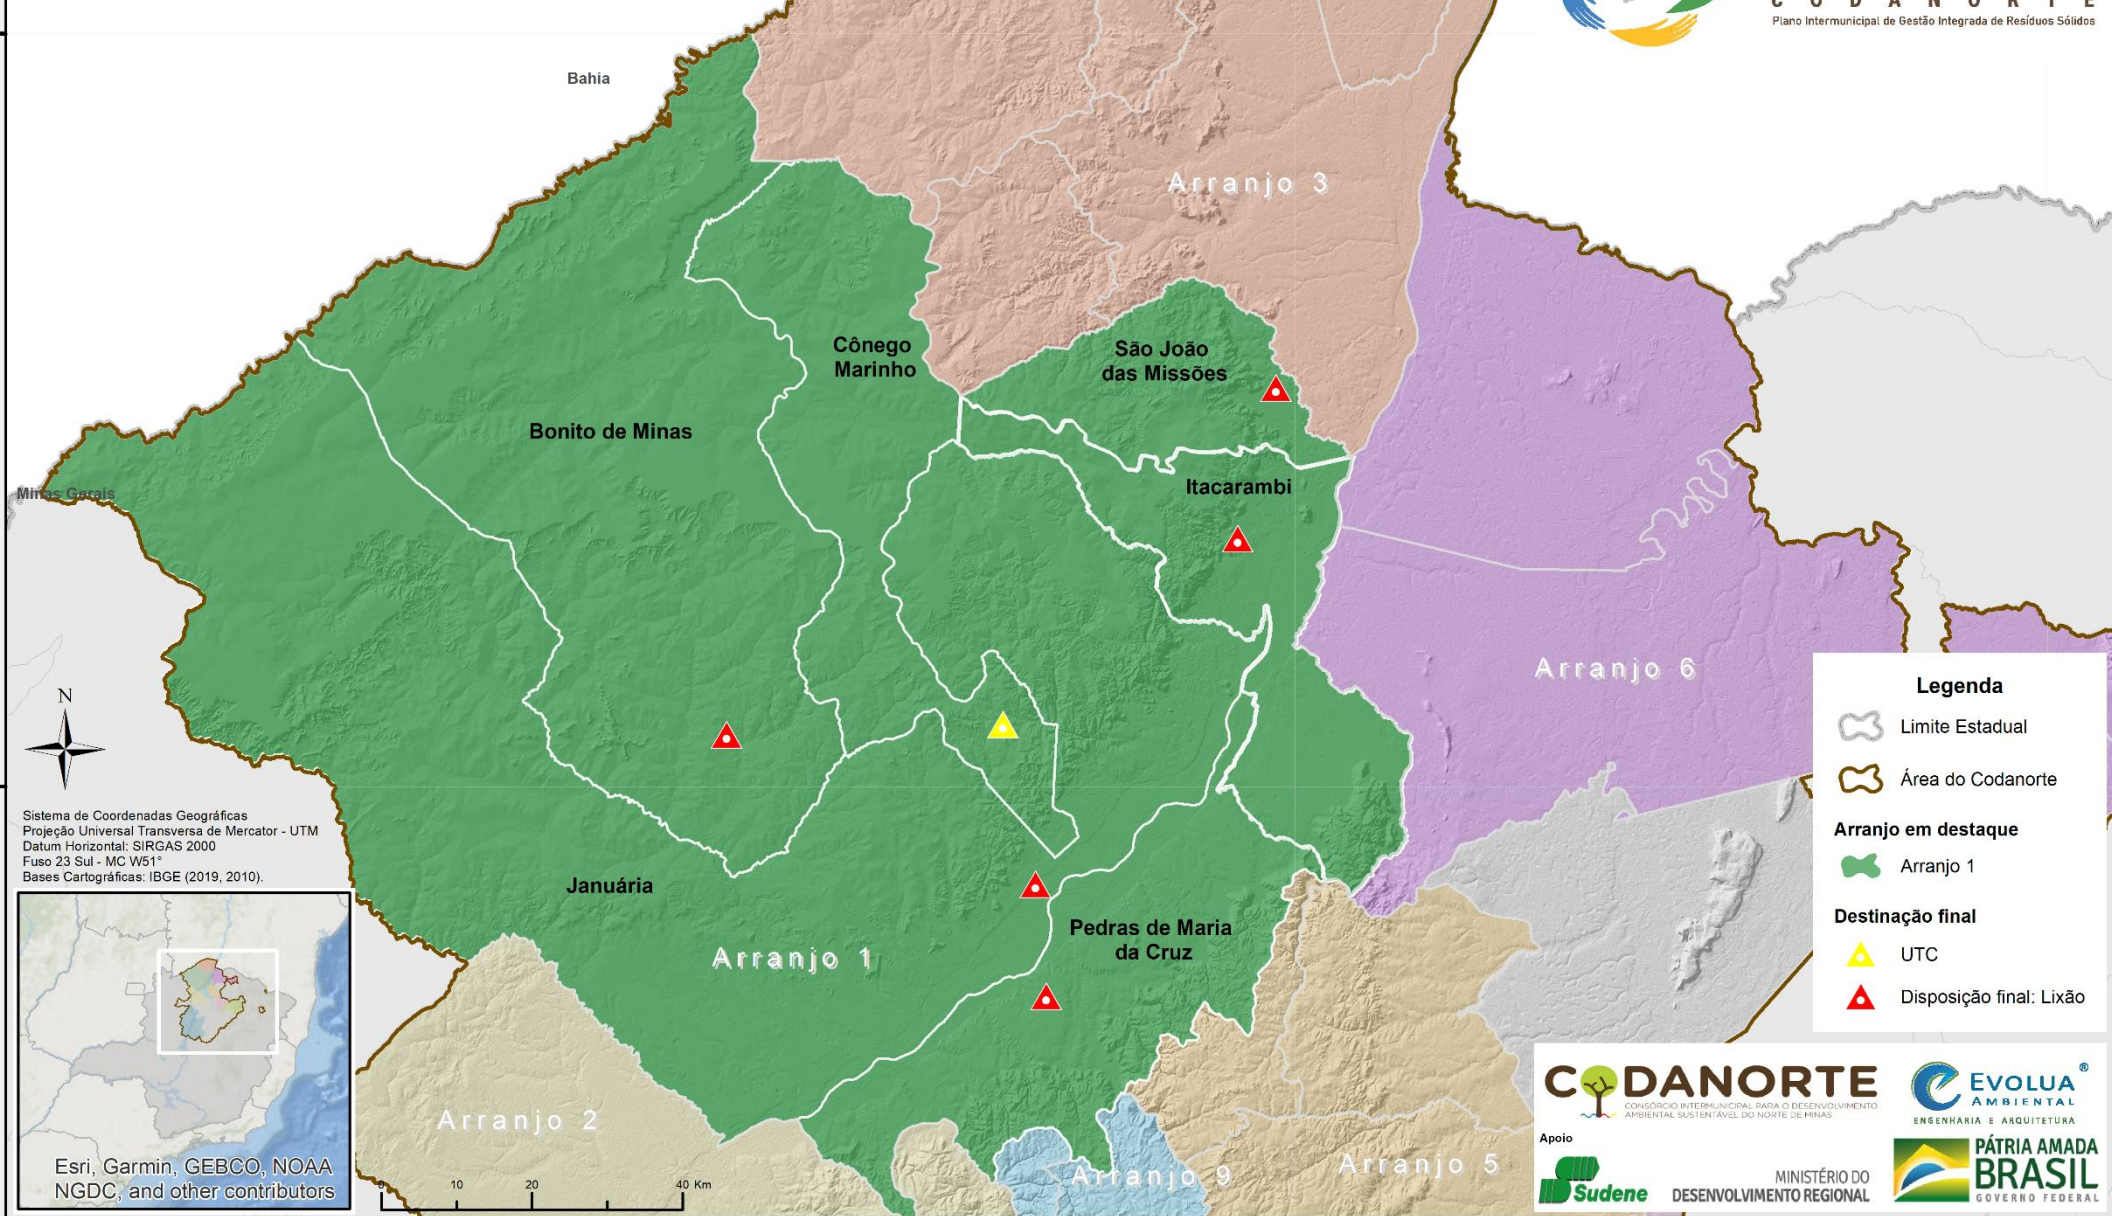 CODANORTE
Plano Intermunicipal de Gestão Integrada de Resíduos Sólidos
Bahia
Arranjo 3
Cônego
Marinho
São João
das Missões
Bonito de Minas
Minas Gerais
Itacarambi
Arranjo 6
N
Sistema de Coordenadas Geográficas
Projeção Universal Transversa de Mercator - UTM
Datum Horizontal: SIRGAS 2000
Fuso 23 Sul - MC W51°
Bases Cartográficas: IBGE (2019, 2010).
Januária
Arranjo 1
Pedras de Maria
da Cruz
Arranjo 2
Arranjo 9
Arranjo 5
Esri, Garmin, GEBCO, NOAA
NGDC, and other contributors
0 10 20 40 Km
Legenda
Limite Estadual
Área do Codanorte
Arranjo em destaque
Arranjo 1
Destinação final
UTC
Disposição final: Lixão
CODANORTE
CONSÓRCIO INTERMUNICIPAL PARA O DESENVOLVIMENTO
AMBIENTAL SUSTENTÁVEL DO NORTE DE MINAS
EVOLUA®
AMBIENTAL
ENGENHARIA E ARQUITETURA
Apoio
Sudene
MINISTÉRIO DO
DESENVOLVIMENTO REGIONAL
PÁTRIA AMADA
BRASIL
GOVERNO FEDERAL